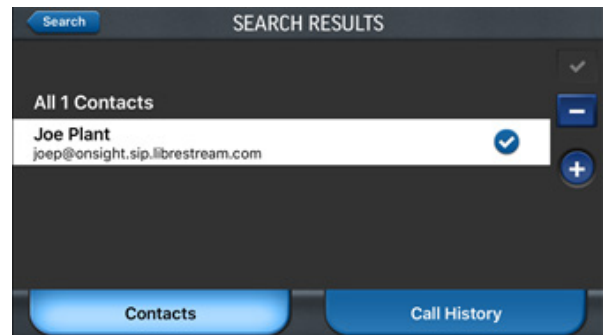 Search
SEARCH RESULTS
All 1 Contacts
Joe Plant
joep@onsight.sip.librestream.com
Contacts
Call History